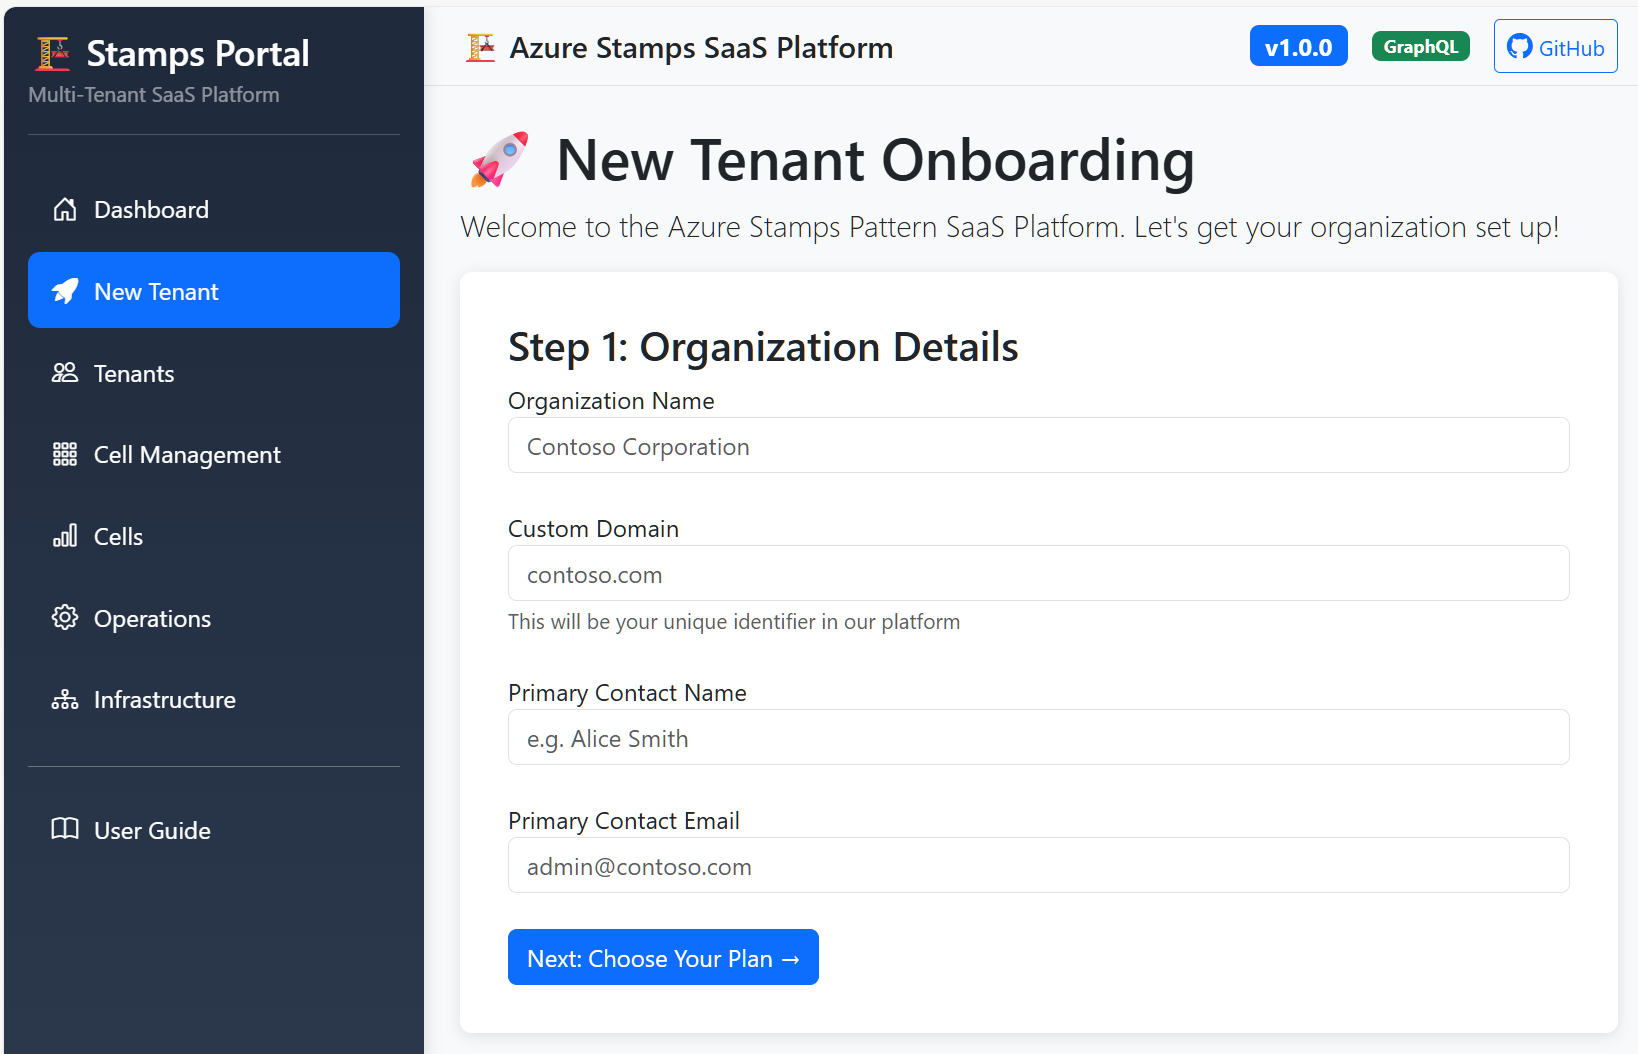 Stamps Portal
Multi-Tenant SaaS Platform
Dashboard
New Tenant
Tenants
Cell Management
Cells
Operations
Infrastructure
User Guide
Azure Stamps SaaS Platform
v1.0.0
GraphQL
GitHub
New Tenant Onboarding
Welcome to the Azure Stamps Pattern SaaS Platform. Let's get your organization set up!
Step 1: Organization Details
Organization Name
Contoso Corporation
Custom Domain
contoso.com
This will be your unique identifier in our platform
Primary Contact Name
e.g. Alice Smith
Primary Contact Email
admin@contoso.com
Next: Choose Your Plan →